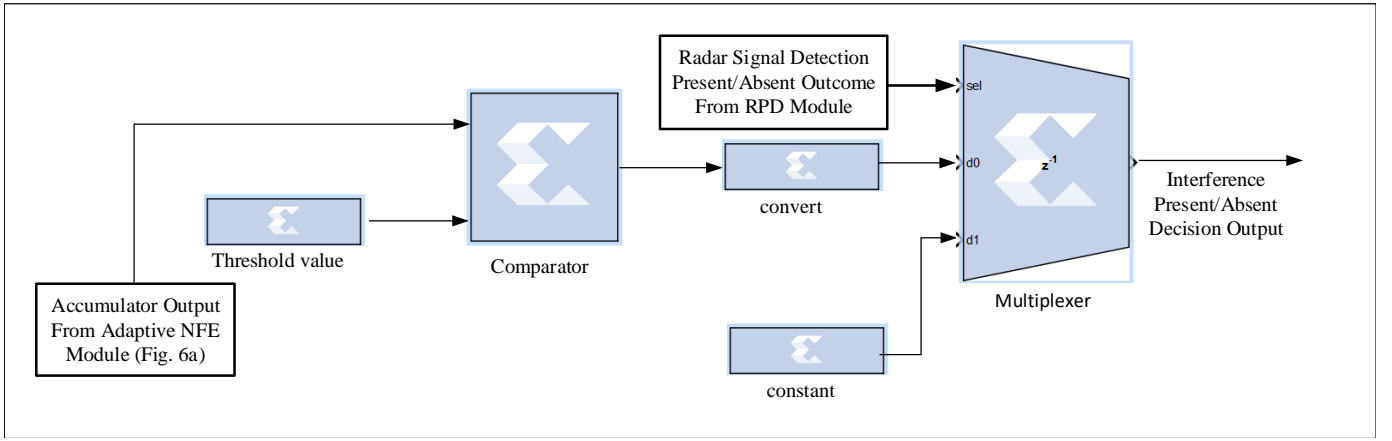 Radar Signal Detection
Present/Absent Outcome
From RPD Module
sel
d0
z-1
d1
convert
Interference
Present/Absent
Decision Output
Threshold value
Comparator
Multiplexer
Accumulator Output
From Adaptive NFE
Module (Fig. 6a)
constant